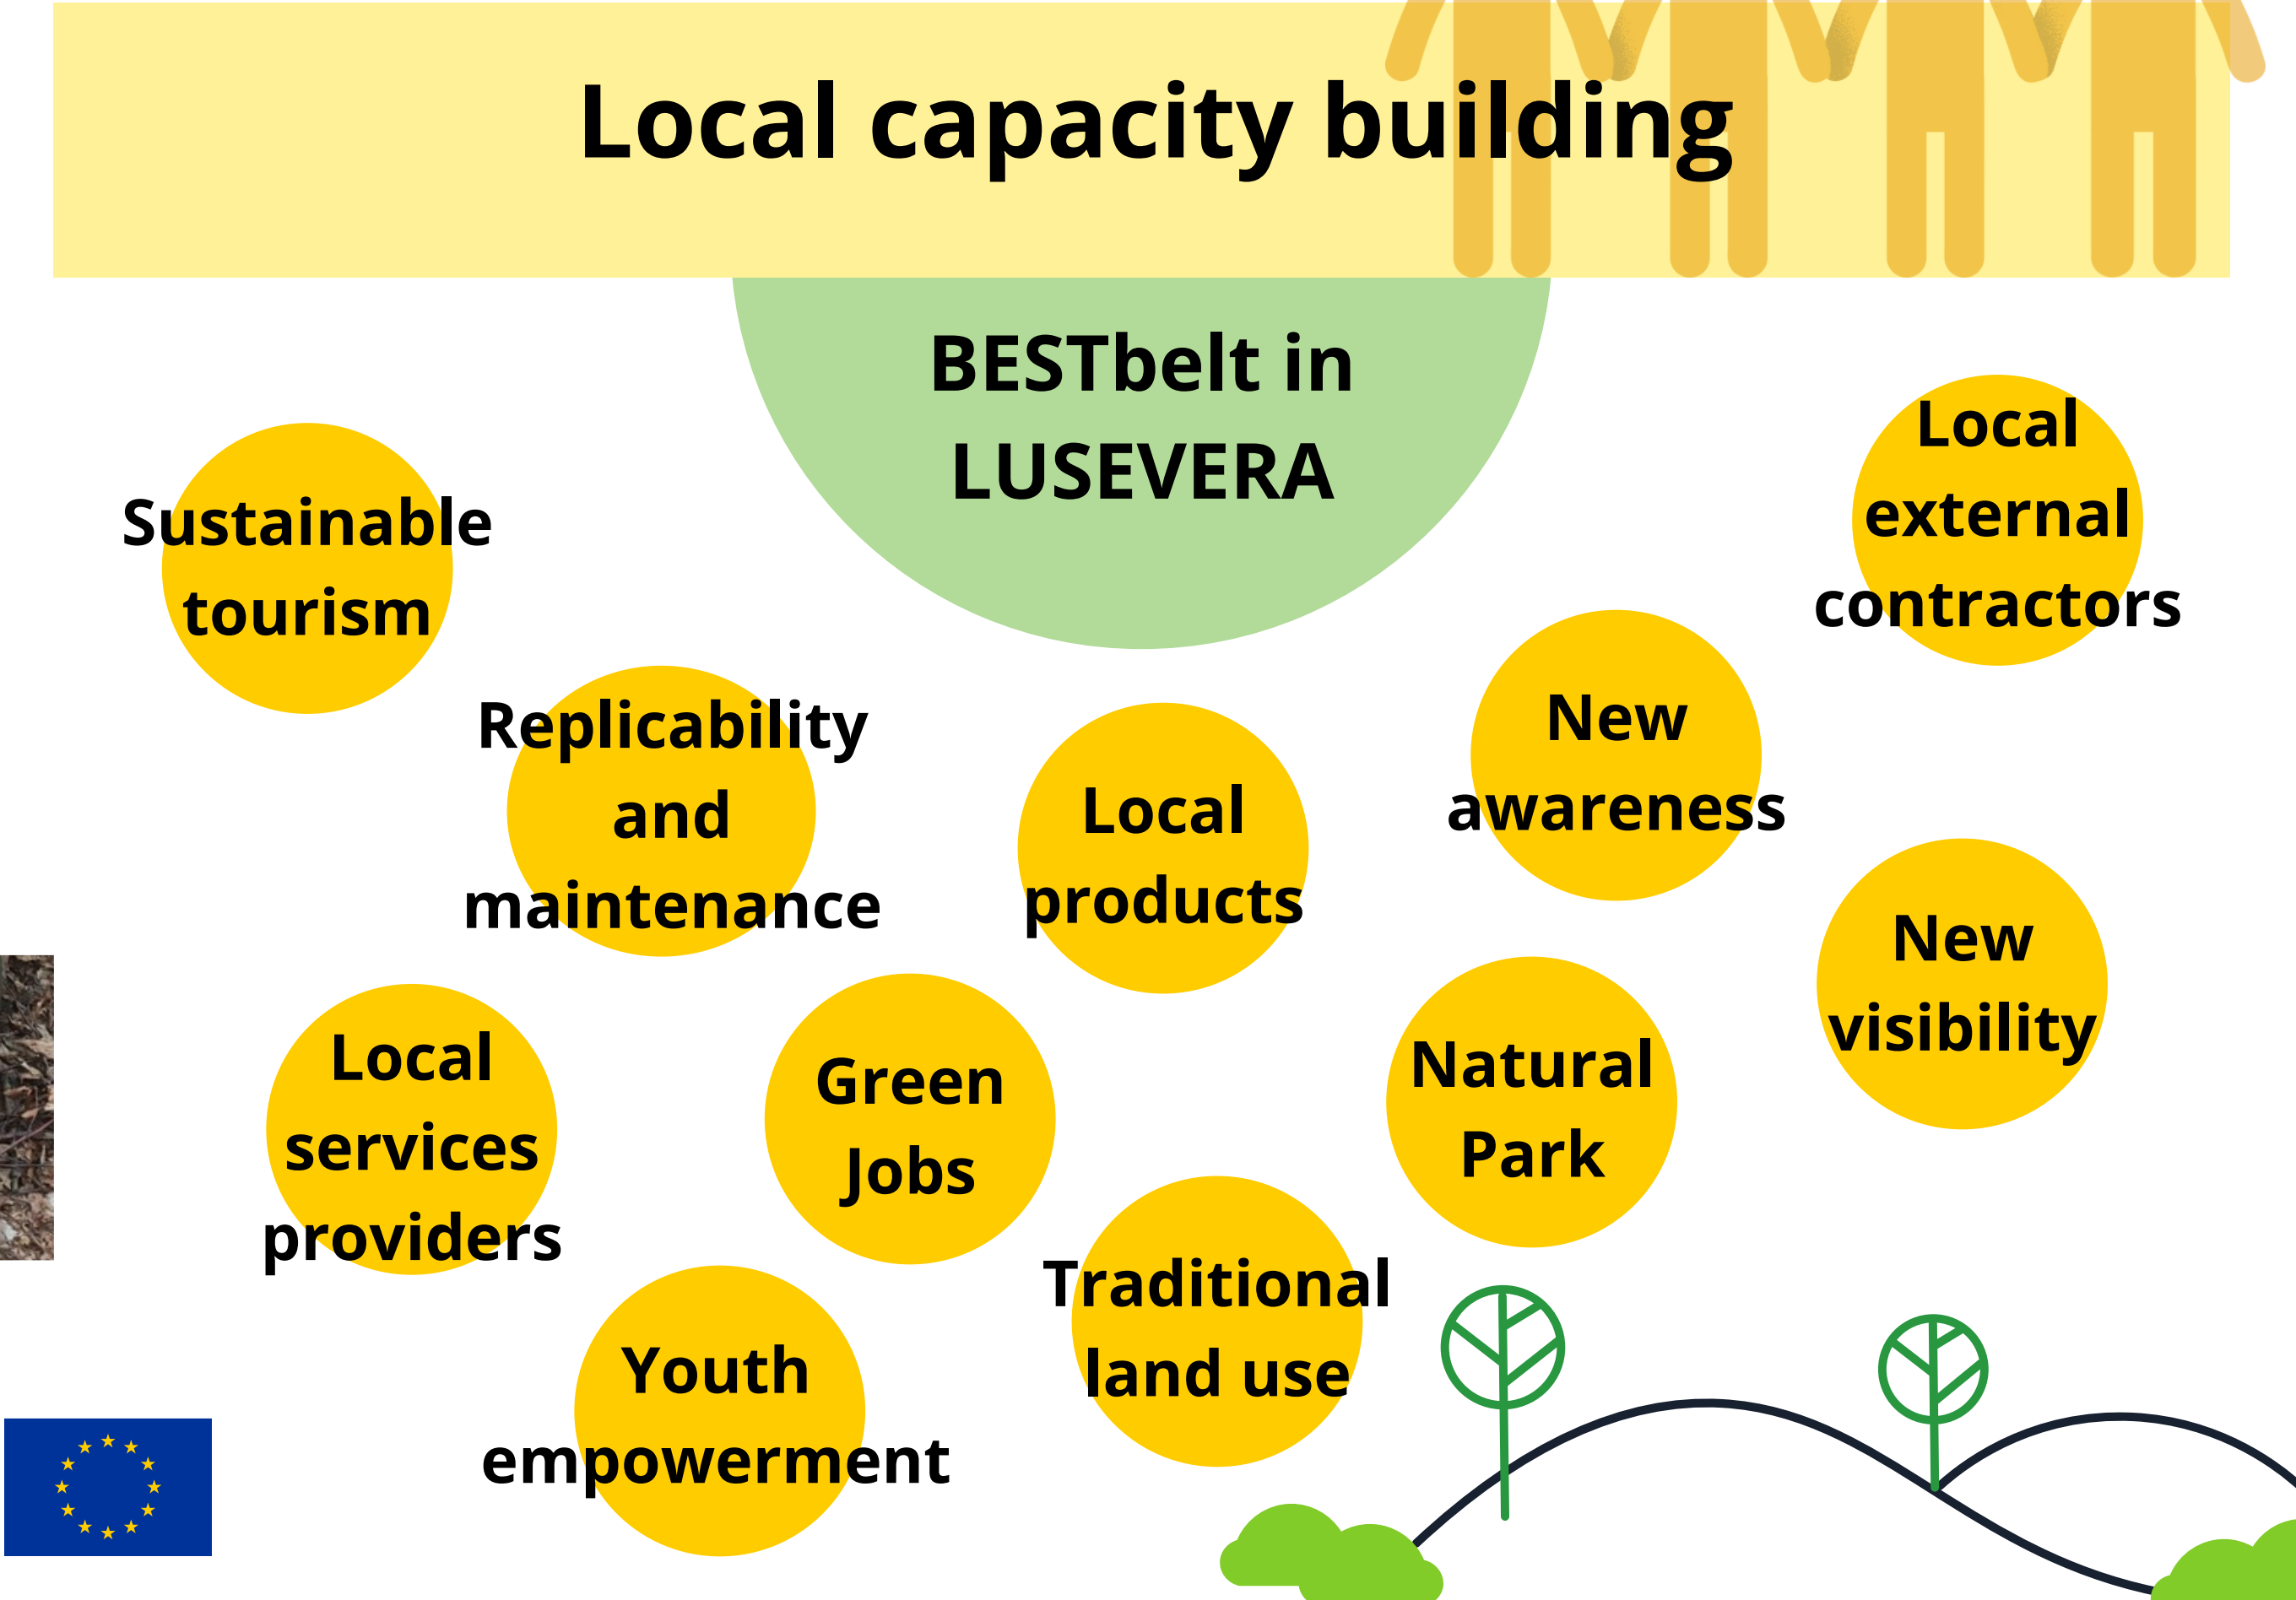 Local capacity building
BESTbelt in
LUSEVERA
Sustainable
tourism
Local
external
contractors
Replicability
and
maintenance
Local
products
New
awareness
New
visibility
Local
services
providers
Green
Jobs
Natural
Park
Youth
empowerment
Traditional
land use